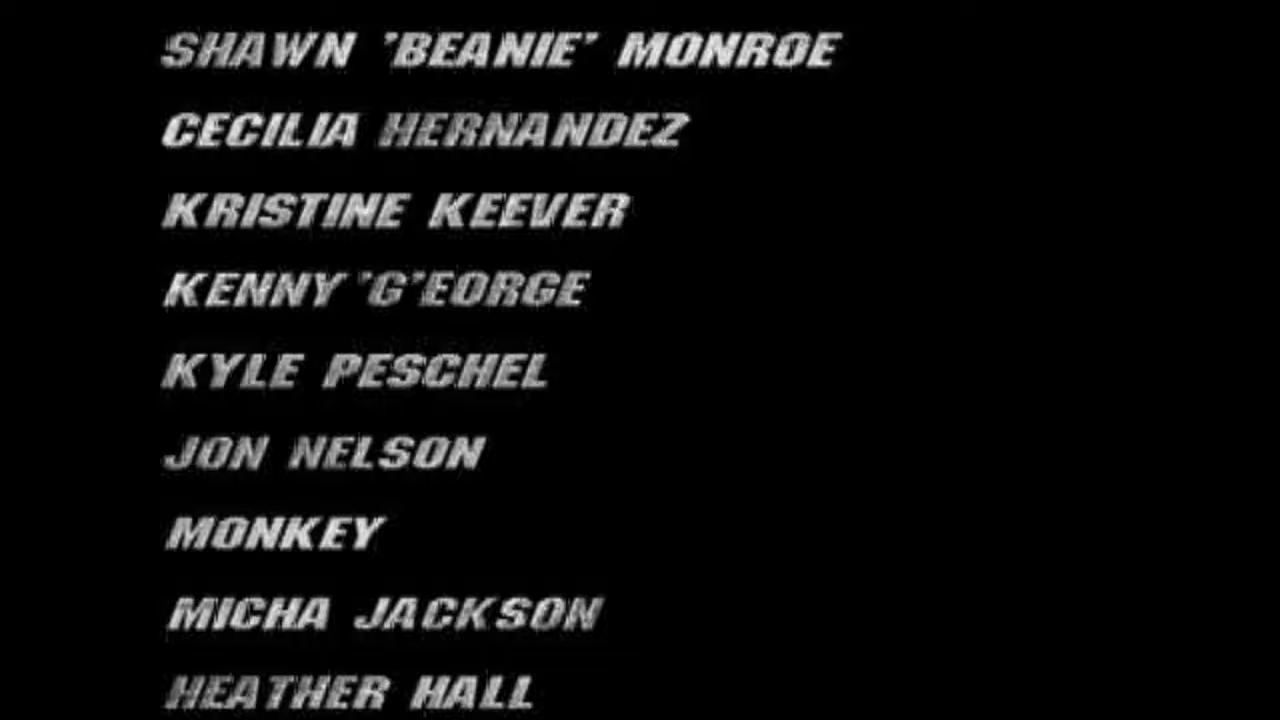 SHAWN 'BEANIE' MONROE
CECILIA HERNANDEZ
KRISTINE KEEVER
KENNY 'G'EORGE
KYLE PESCHEL
JON NELSON
MONKEY
MICHA JACKSON
HEATHER HALL